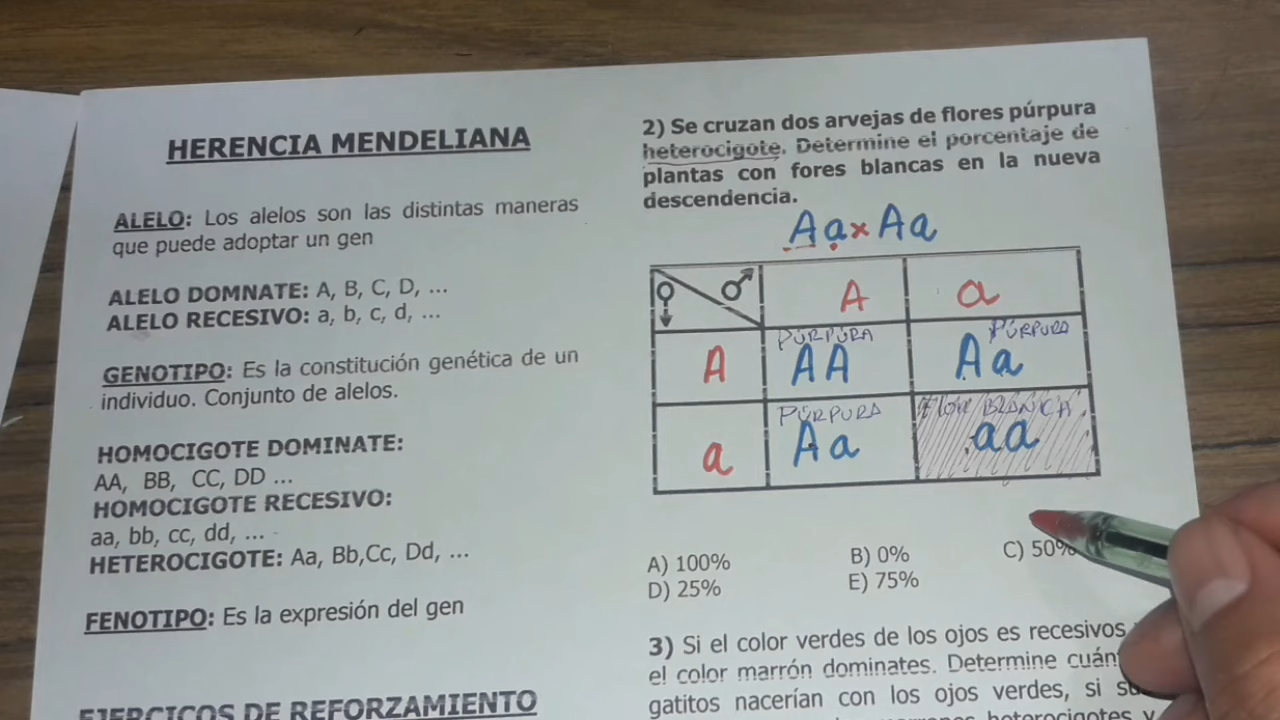 HERENCIA MENDELIANA
ALELO: Los alelos son las distintas maneras
que puede adoptar un gen
ALELO DOMNATE: A, B, C, D, ...
ALELO RECESIVO: a, b, c, d, ...
GENOTIPO: Es la constitución genética de un
individuo. Conjunto de alelos.
HOMOCIGOTE DOMINATE:
AA, BB, CC, DD ...
HOMOCIGOTE RECESIVO:
aa, bb, cc, dd, ...
HETEROCIGOTE: Aa, Bb,Cc, Dd, ...
FENOTIPO: Es la expresión del gen
EJERCICOS DE REFORZAMIENTO
2) Se cruzan dos arvejas de flores púrpura
heterocigote. Determine el porcentaje de
plantas con fores blancas en la nueva
descendencia.
Aa x Aa
♀ ♂ A a
PÚRPÚRA PÚRPURA
A AA Aa
PÚRPURA FLOR BLANCA
a Aa aa
A) 100% B) 0% C) 50%
D) 25% E) 75%
3) Si el color verdes de los ojos es recesivos
el color marrón dominates. Determine
gatitos nacerían con los ojos verdes, si
heterocigotes y